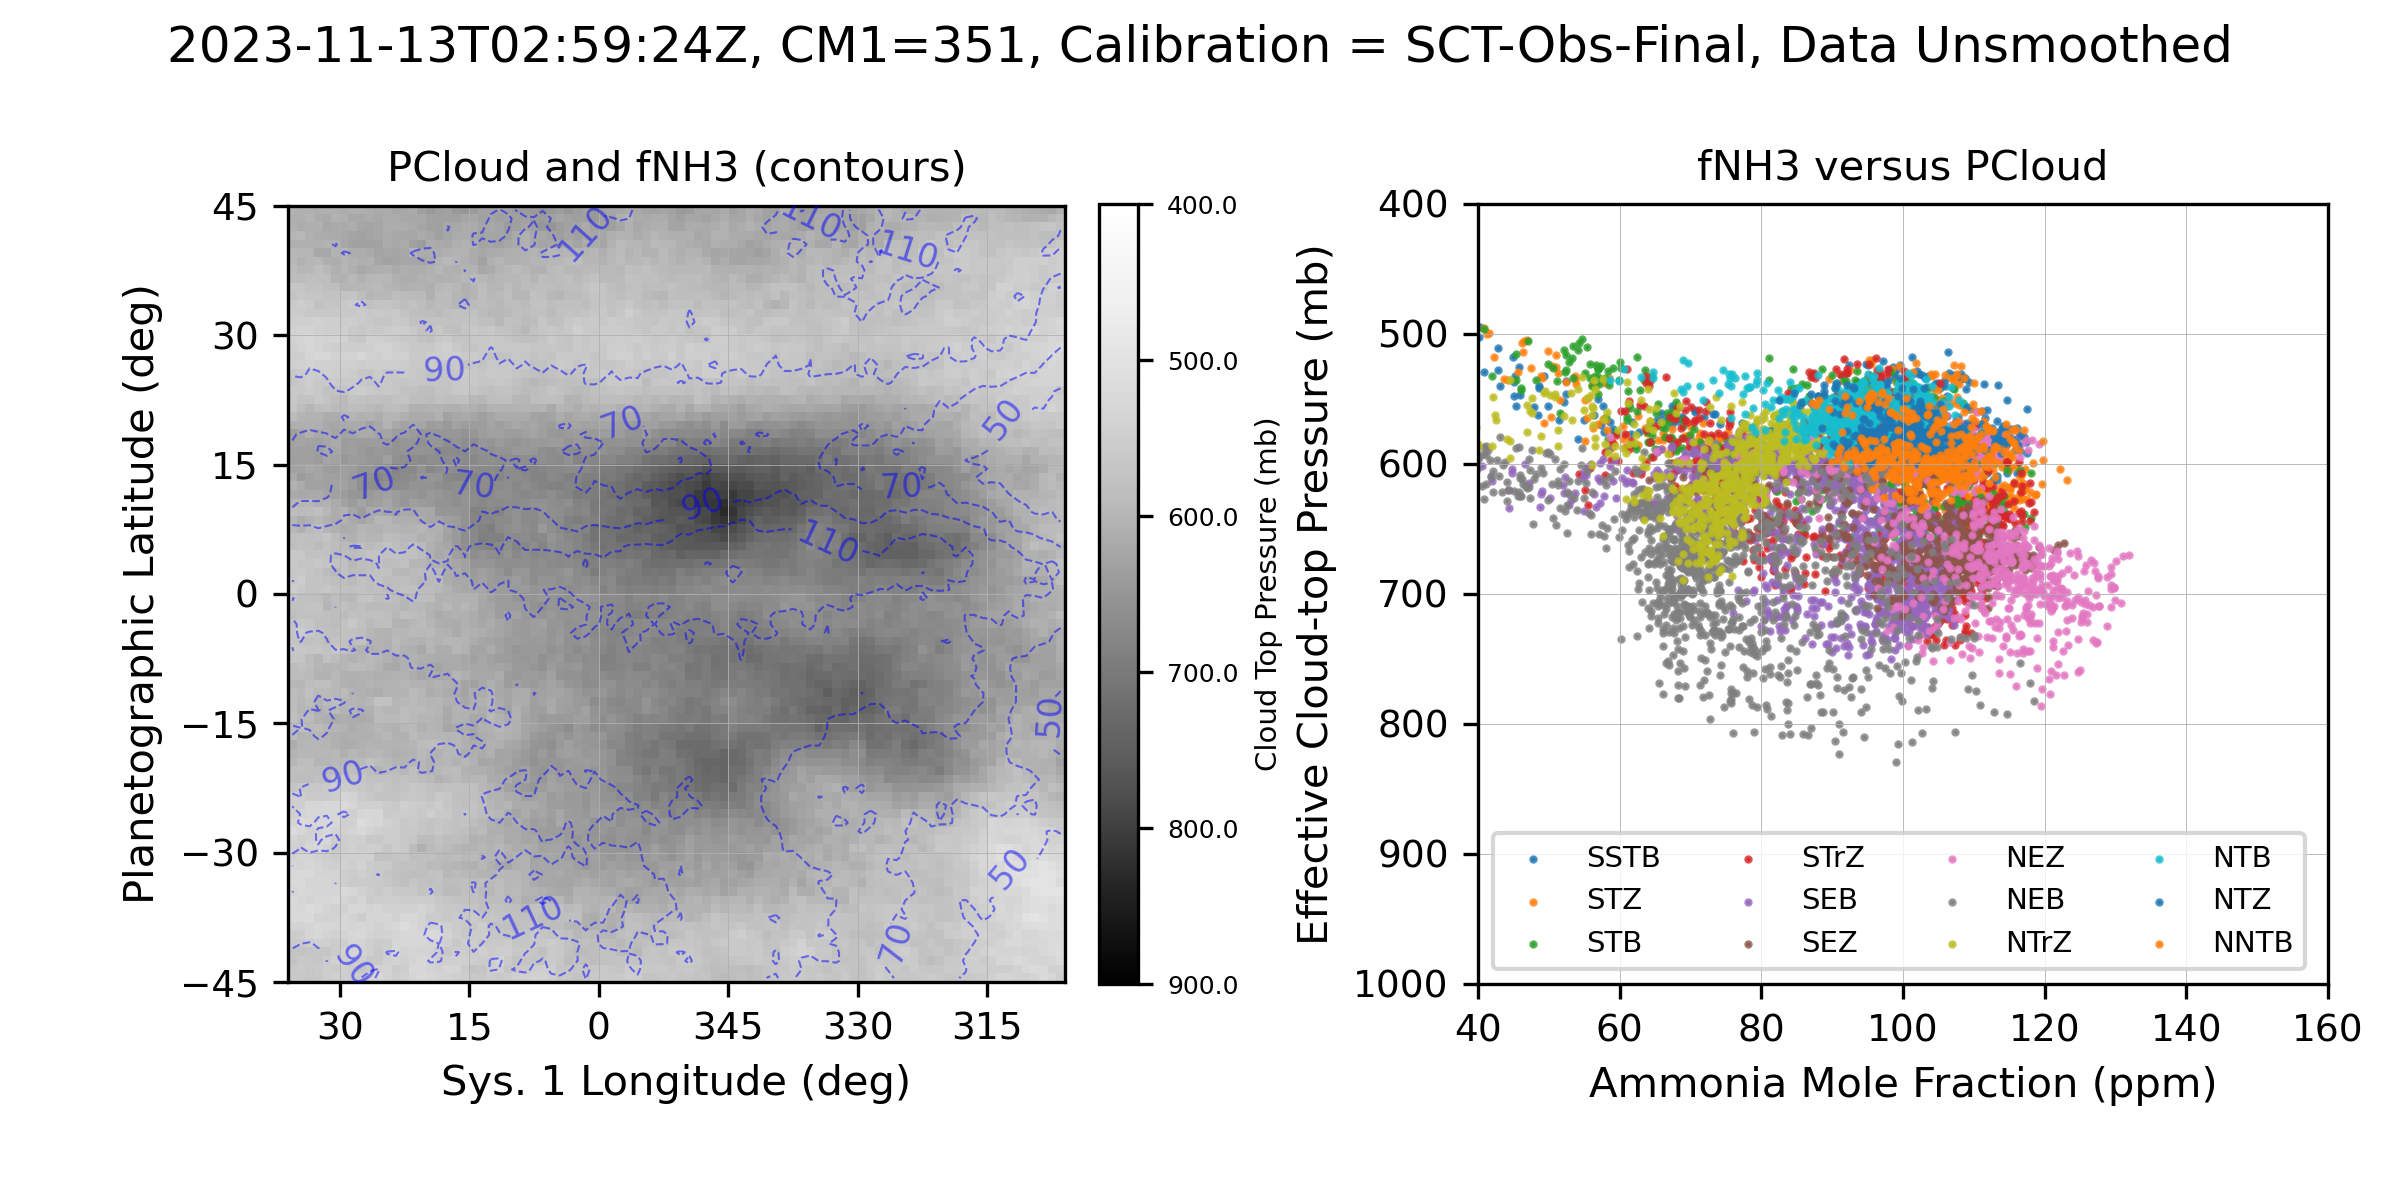 2023-11-13T02:59:24Z, CM1=351, Calibration = SCT-Obs-Final, Data Unsmoothed
PCloud and fNH3 (contours)
Planetographic Latitude (deg)
45
30
15
0
−15
−30
−45
110
110
110
90
70
50
70
70
70
90
110
50
90
50
110
70
90
30
15
0
345
330
315
Sys. 1 Longitude (deg)
400.0
500.0
600.0
700.0
800.0
900.0
Cloud Top Pressure (mb)
fNH3 versus PCloud
Effective Cloud-top Pressure (mb)
400
500
600
700
800
900
1000
SSTB
STZ
STB
STrZ
SEB
SEZ
NEZ
NEB
NTrZ
NTB
NTZ
NNTB
40
60
80
100
120
140
160
Ammonia Mole Fraction (ppm)